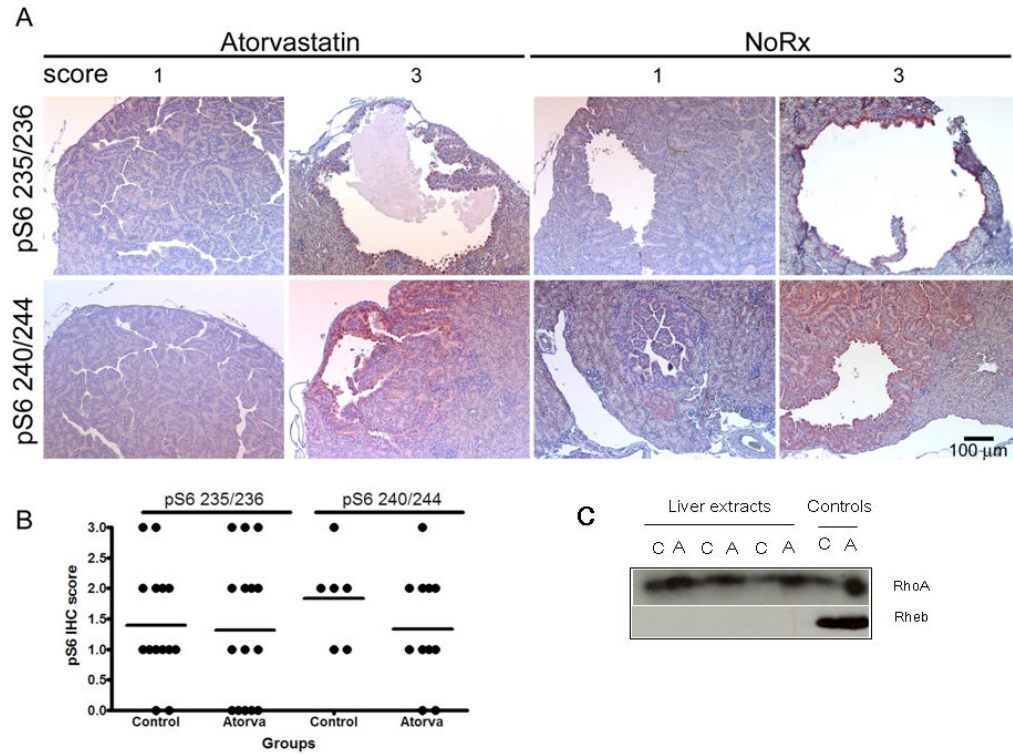 A
Atorvastatin NoRx
score 1 3 1 3
pS6 235/236
pS6 240/244
100 μm
B
pS6 235/236 pS6 240/244
pS6 IHC score
3.0
2.5
2.0
1.5
1.0
0.5
0.0
Control Atorva Control Atorva
Groups
C
Liver extracts Controls
C A C A C A C A
RhoA
Rheb